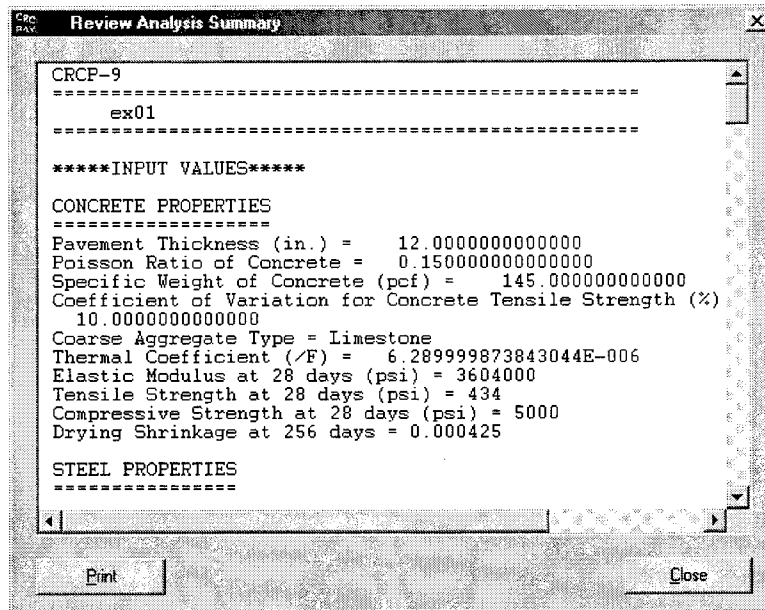 CRC
PAV.
Review Analysis Summary
CRCP-9
==================================================
ex01
==================================================
*****INPUT VALUES*****
CONCRETE PROPERTIES
===================
Pavement Thickness (in.) = 12.0000000000000
Poisson Ratio of Concrete = 0.150000000000000
Specific Weight of Concrete (pcf) = 145.000000000000
Coefficient of Variation for Concrete Tensile Strength (%)
10.0000000000000
Coarse Aggregate Type = Limestone
Thermal Coefficient (/F) = 6.289999873843044E-006
Elastic Modulus at 28 days (psi) = 3604000
Tensile Strength at 28 days (psi) = 434
Compressive Strength at 28 days (psi) = 5000
Drying Shrinkage at 256 days = 0.000425
STEEL PROPERTIES
================
Print
Close